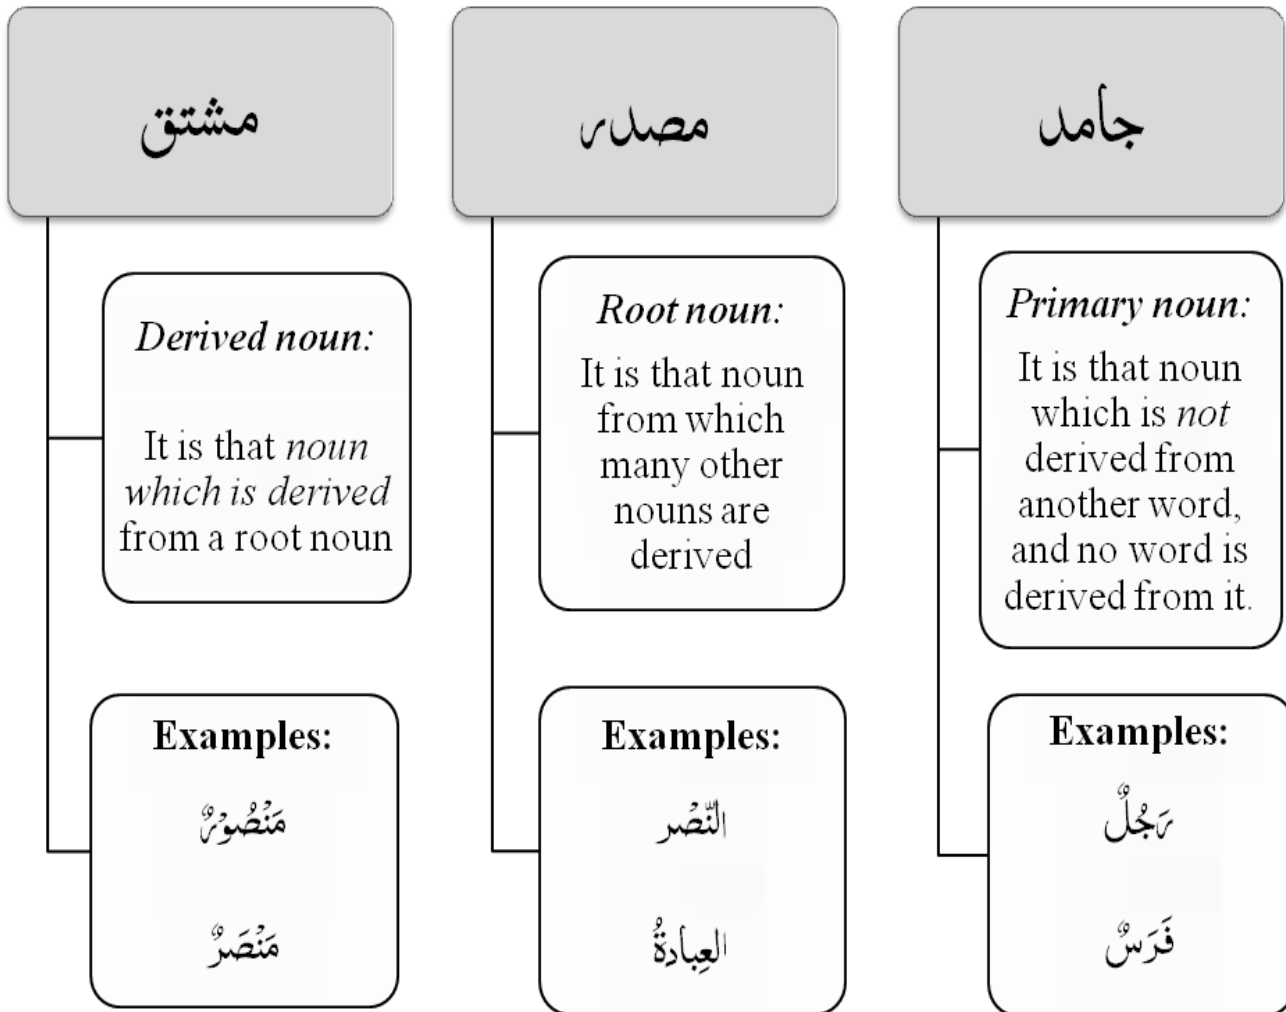 جامد
Primary noun:
It is that noun
which is not
derived from
another word,
and no word is
derived from it.
Examples:
رَجُلٌ
فَرَسٌ
مصدر
Root noun:
It is that noun
from which
many other
nouns are
derived
Examples:
النَّصْر
العِبادةُ
مشتق
Derived noun:
It is that noun
which is derived
from a root noun
Examples:
مَنْصُوْرٌ
مَنْصَرٌ